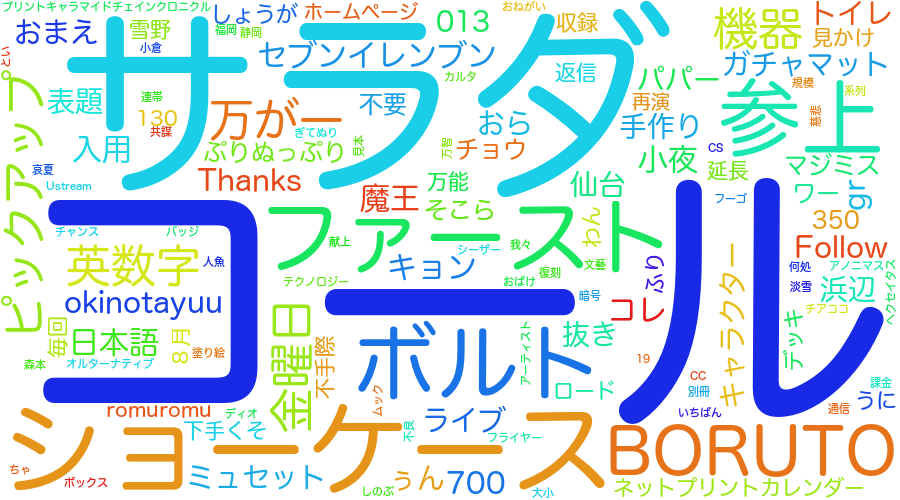 プリントキャラマイドチェインクロニクル
おまえ
雪野
小倉
しょうが
福岡
静岡
ホームページ
013
おねがい
収録
機器
トイレ
見かけ
サラダ
セブンイレブン
カルタ
返信
パパー
ガチャマット
規模
系列
表題
連帯
130
共謀
万が一
不要
見本
おら
再演
手作り
参上
慈悲
入用
ぎてぬり
ぷりぬっぷり
万智
チョウ
小夜
CS
延長
マジミス
哀夏
Ustream
Thanks
魔王
万能
そこら
仙台
ワー
gr
ピックアップ
チャンス
バッジ
ファースト
献上
シーザー
我々
わん
フーゴ
350
Follow
英数字
人魚
キョン
テクノロジー
おばけ
復刻
文藝
ふり
何処
アノニマス
okinotayuu
コール
暗号
コレ
淡雪
浜辺
ヘクセイタス
毎回
日本語
8月
塗り絵
金曜日
不手際
ボルト
アーティスト
抜き
キャラクター
チアココ
デッキ
森本
オルターナティブ
19
CC
別冊
課金
romuromu
ディオ
ムック
ロード
いちばん
通信
うに
ショーケース
下手くそ
不良
ライブ
フライヤー
BORUTO
ちゃ
ボックス
ミュゼット
しのぶ
うん
700
大小
ネットプリントカレンダー